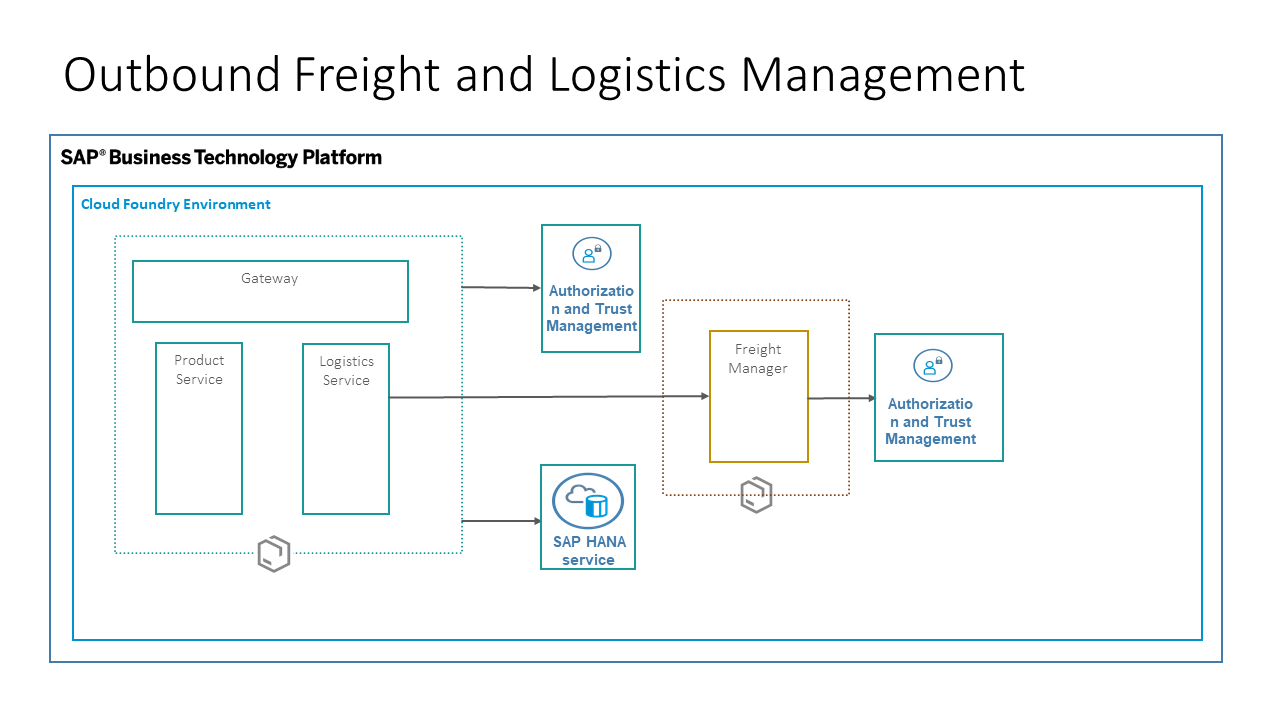 Outbound Freight and Logistics Management
SAP® Business Technology Platform
Cloud Foundry Environment
Gateway
Product
Service
Logistics
Service
Authorizatio
n and Trust
Management
SAP HANA
service
Freight
Manager
Authorizatio
n and Trust
Management